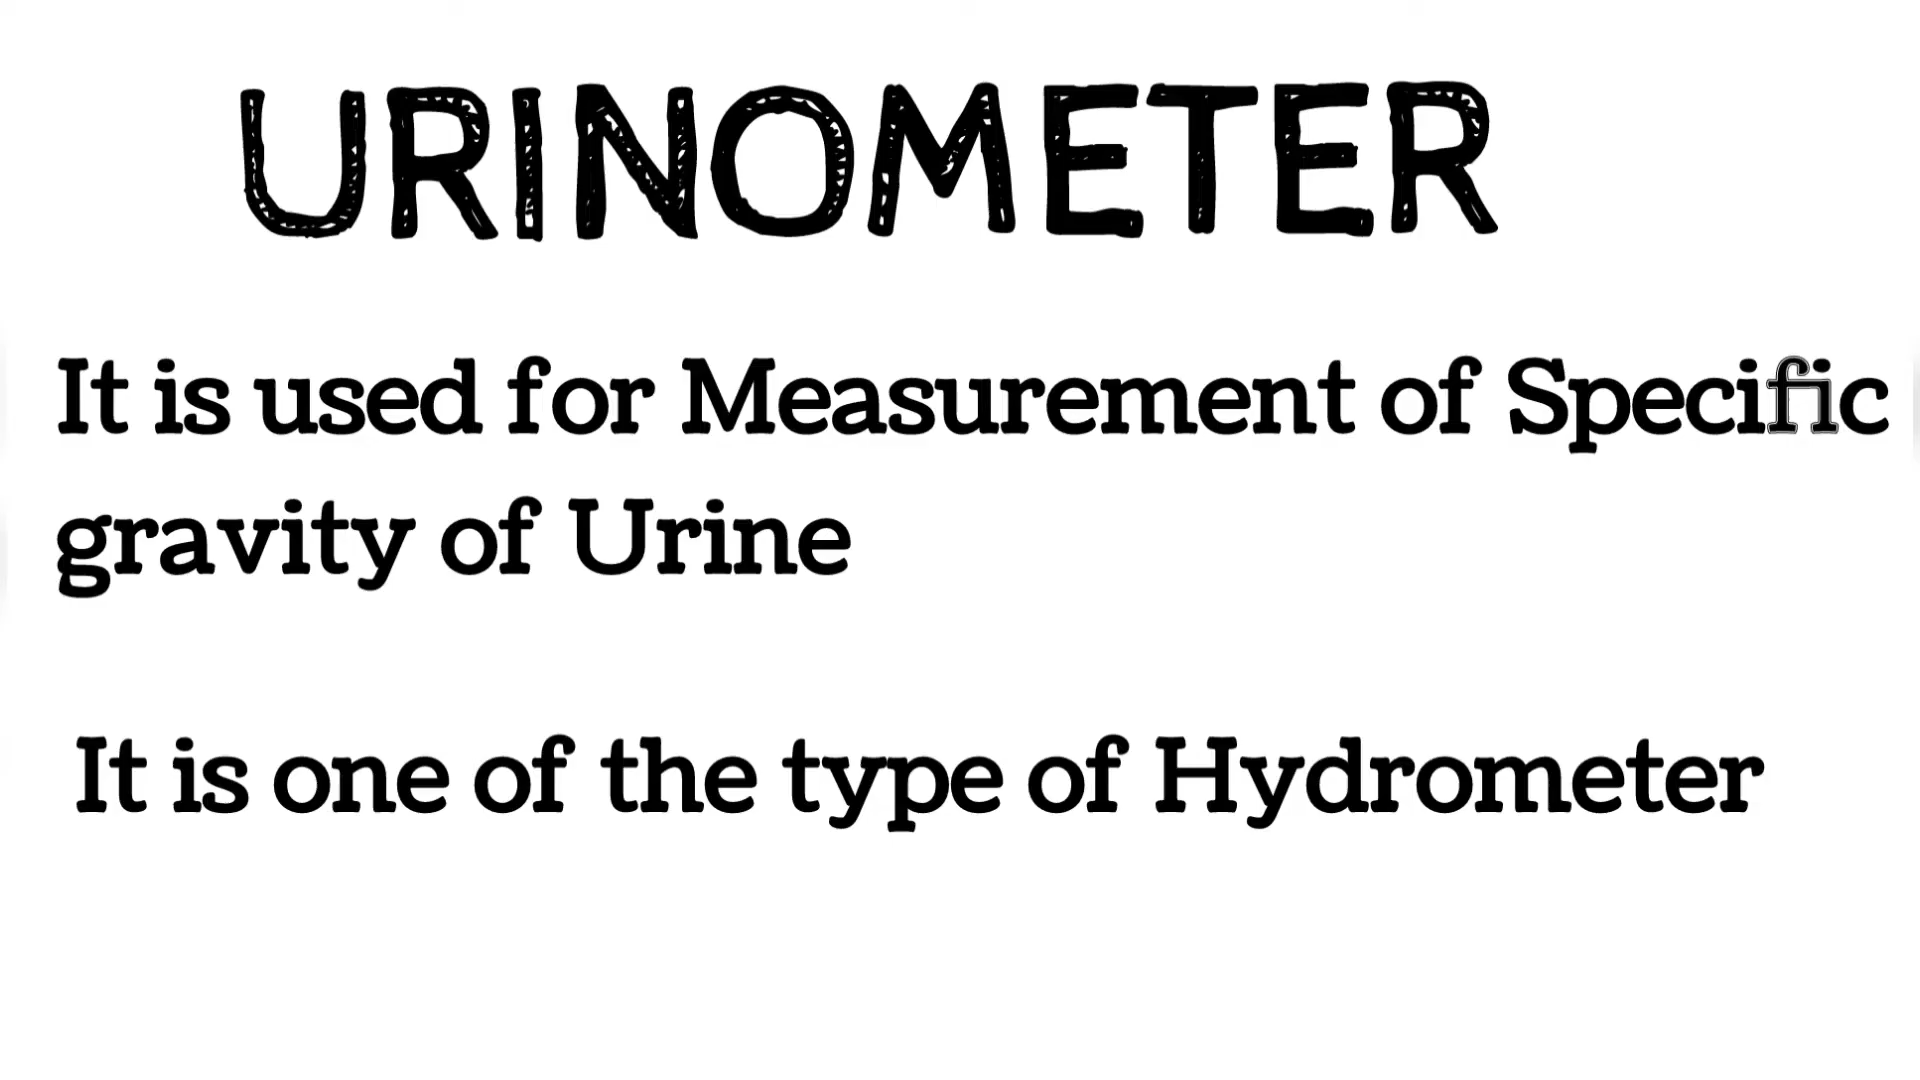 URINOMETER
It is used for Measurement of Specific
gravity of Urine
It is one of the type of Hydrometer